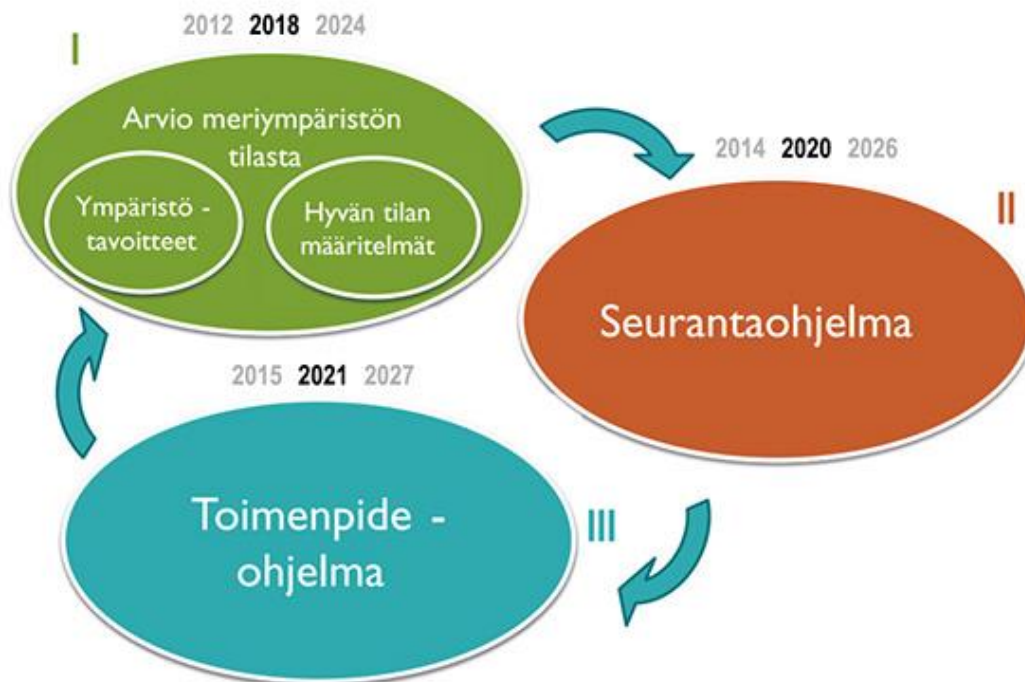 I
2012 2018 2024
Arvio meriympäristön
tilasta
Ympäristö -
tavoitteet
Hyvän tilan
määritelmät
2014 2020 2026
II
Seurantaohjelma
2015 2021 2027
Toimenpide -
ohjelma
III